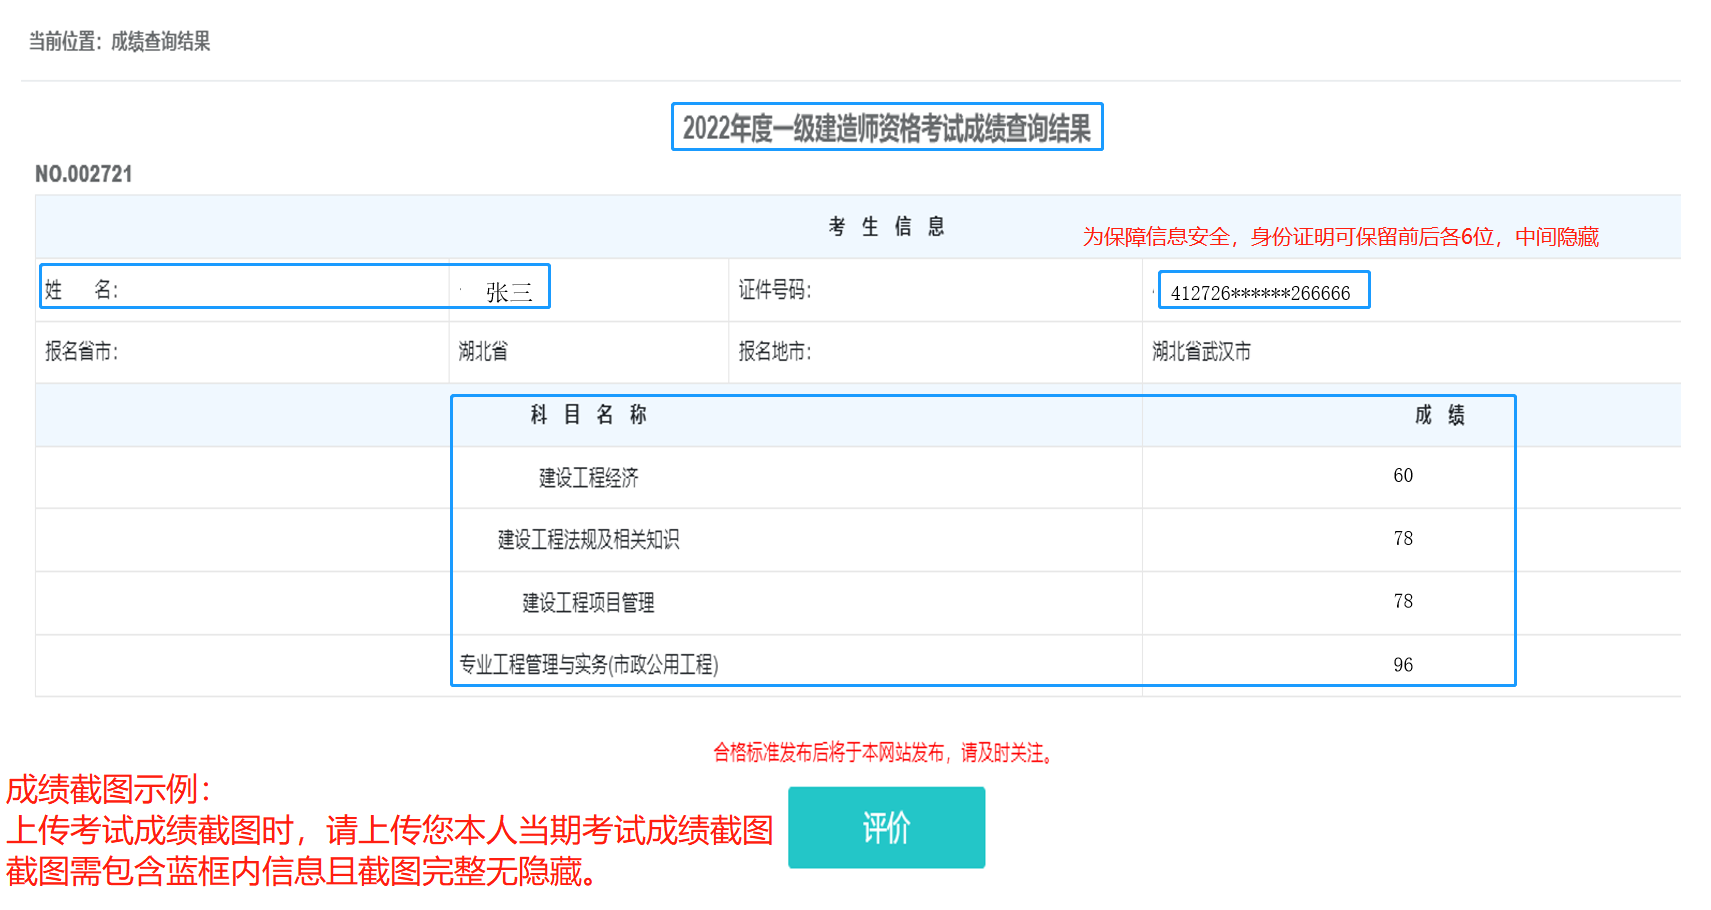 当前位置：成绩查询结果
2022年度一级建造师资格考试成绩查询结果
NO.002721
考 生 信 息
为保障信息安全，身份证明可保留前后各6位，中间隐藏
姓 名： 张三 证件号码： 412726******266666
报名省市： 湖北省 报名地市： 湖北省武汉市
科 目 名 称 成 绩
建设工程经济 60
建设工程法规及相关知识 78
建设工程项目管理 78
专业工程管理与实务(市政公用工程) 96
合格标准发布后将于本网站发布，请及时关注。
评价
成绩截图示例：
上传考试成绩截图时，请上传您本人当期考试成绩截图
截图需包含蓝框内信息且截图完整无隐藏。